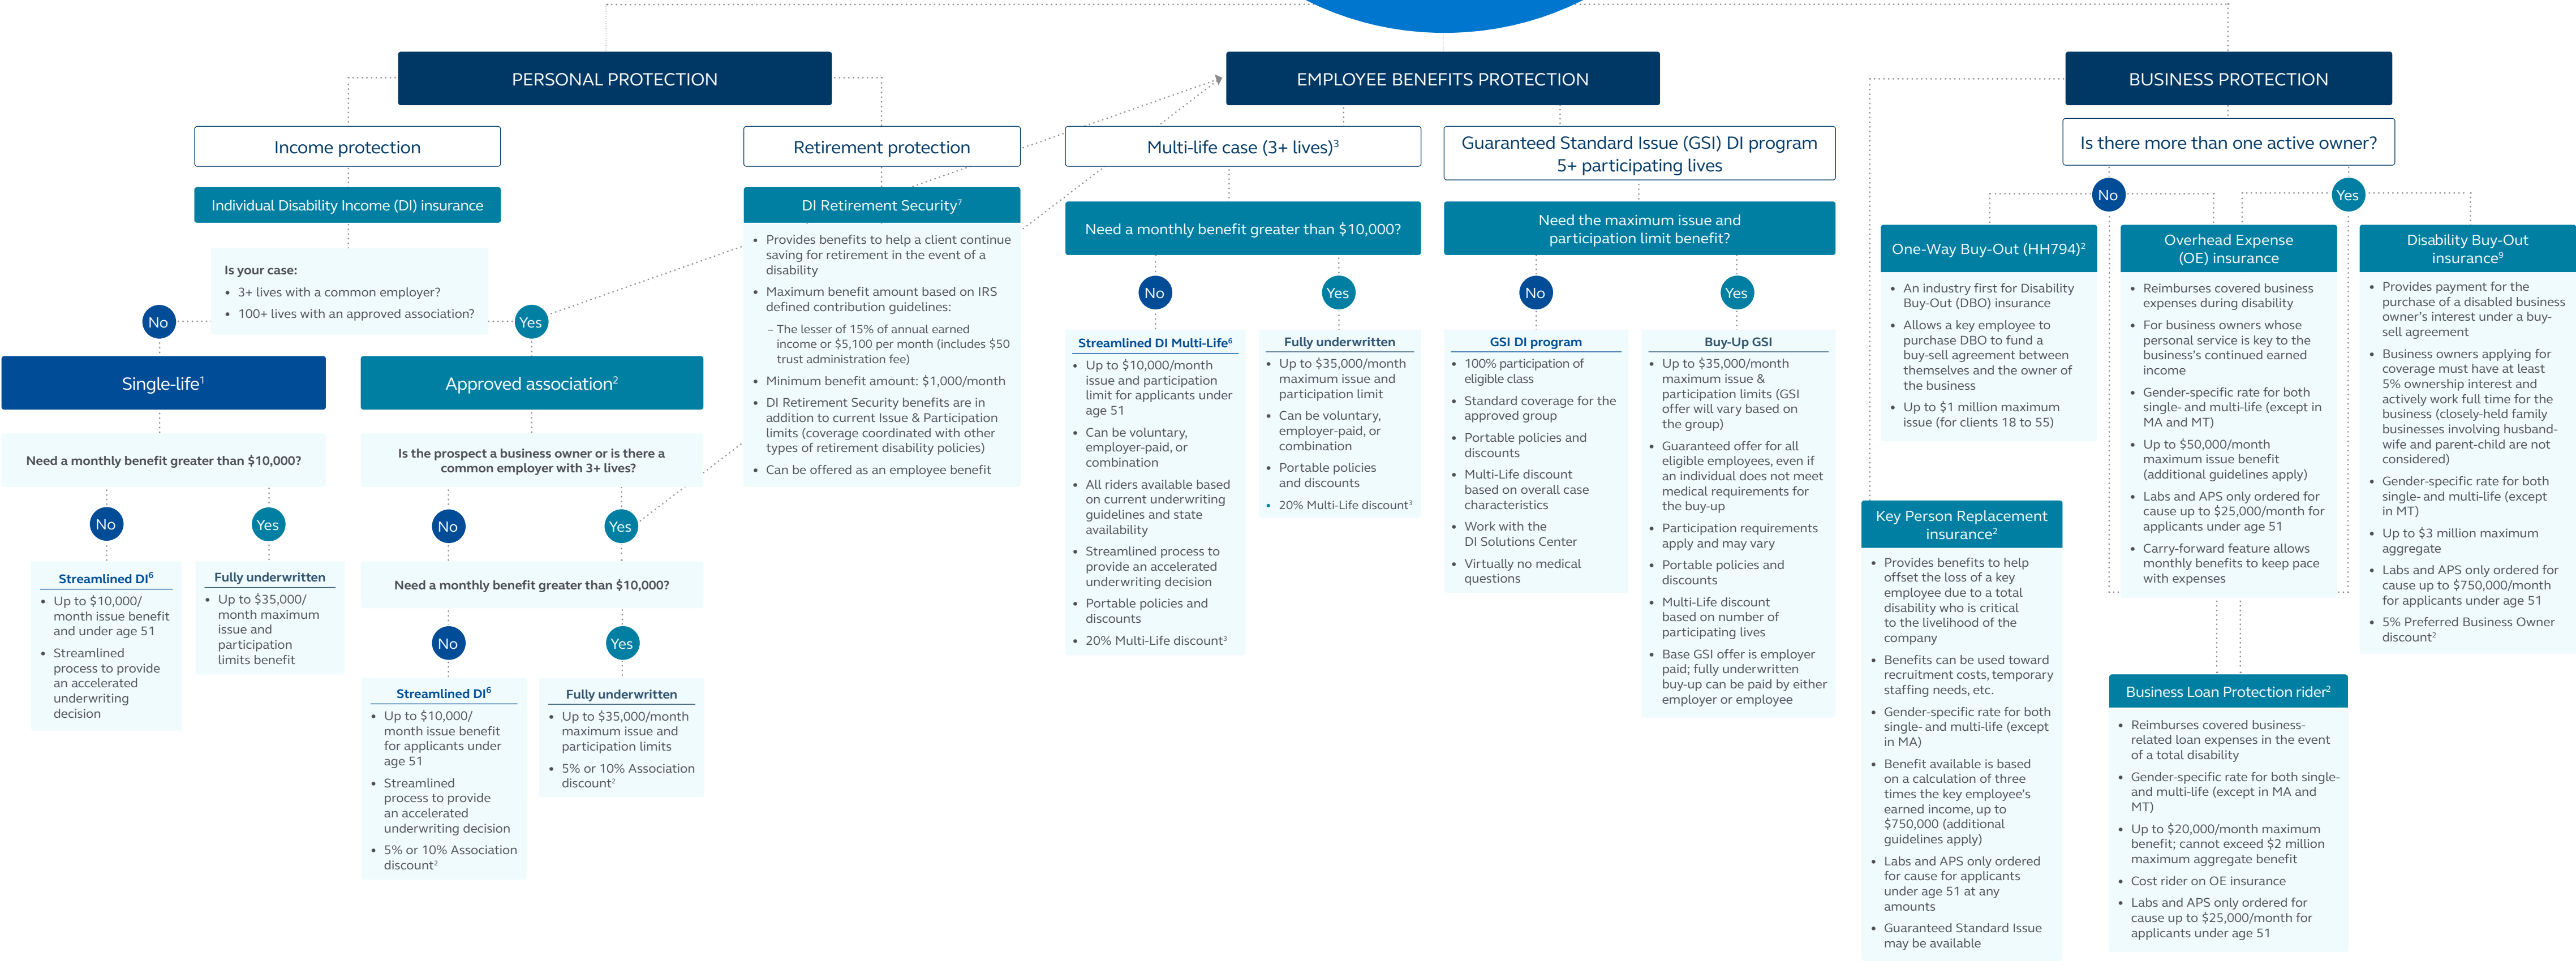 PERSONAL PROTECTION
Income protection
Individual Disability Income (DI) insurance
Is your case:
• 3+ lives with a common employer?
• 100+ lives with an approved association?
No
Yes
Single-life1
Need a monthly benefit greater than $10,000?
No
Yes
Streamlined DI6
• Up to $10,000/
month issue benefit
and under age 51
• Streamlined
process to provide
an accelerated
underwriting
decision
Fully underwritten
• Up to $35,000/
month maximum
issue and
participation
limits benefit
Approved association2
Is the prospect a business owner or is there a
common employer with 3+ lives?
No
Yes
Need a monthly benefit greater than $10,000?
No
Yes
Streamlined DI6
• Up to $10,000/
month issue benefit
for applicants under
age 51
• Streamlined
process to provide
an accelerated
underwriting decision
• 5% or 10% Association
discount2
Fully underwritten
• Up to $35,000/month
maximum issue and
participation limits
• 5% or 10% Association
discount2
Retirement protection
DI Retirement Security7
• Provides benefits to help a client continue
saving for retirement in the event of a
disability
• Maximum benefit amount based on IRS
defined contribution guidelines:
– The lesser of 15% of annual earned
income or $5,100 per month (includes $50
trust administration fee)
• Minimum benefit amount: $1,000/month
• DI Retirement Security benefits are in
addition to current Issue & Participation
limits (coverage coordinated with other
types of retirement disability policies)
• Can be offered as an employee benefit
EMPLOYEE BENEFITS PROTECTION
Multi-life case (3+ lives)3
Need a monthly benefit greater than $10,000?
No
Yes
Streamlined DI Multi-Life6
• Up to $10,000/month
issue and participation
limit for applicants under
age 51
• Can be voluntary,
employer-paid, or
combination
• All riders available based
on current underwriting
guidelines and state
availability
• Streamlined process to
provide an accelerated
underwriting decision
• Portable policies and
discounts
• 20% Multi-Life discount3
Fully underwritten
• Up to $35,000/month
maximum issue and
participation limit
• Can be voluntary,
employer-paid, or
combination
• Portable policies
and discounts
• 20% Multi-Life discount3
Guaranteed Standard Issue (GSI) DI program
5+ participating lives
Need the maximum issue and
participation limit benefit?
No
Yes
GSI DI program
• 100% participation of
eligible class
• Standard coverage for the
approved group
• Portable policies and
discounts
• Multi-Life discount
based on overall case
characteristics
• Work with the
DI Solutions Center
• Virtually no medical
questions
Buy-Up GSI
• Up to $35,000/month
maximum issue &
participation limits (GSI
offer will vary based on
the group)
• Guaranteed offer for all
eligible employees, even if
an individual does not meet
medical requirements for
the buy-up
• Participation requirements
apply and may vary
• Portable policies and
discounts
• Multi-Life discount
based on number of
participating lives
• Base GSI offer is employer
paid; fully underwritten
buy-up can be paid by either
employer or employee
BUSINESS PROTECTION
Is there more than one active owner?
No
Yes
One-Way Buy-Out (HH794)2
• An industry first for Disability
Buy-Out (DBO) insurance
• Allows a key employee to
purchase DBO to fund a
buy-sell agreement between
themselves and the owner of
the business
• Up to $1 million maximum
issue (for clients 18 to 55)
Key Person Replacement
insurance2
• Provides benefits to help
offset the loss of a key
employee due to a total
disability who is critical
to the livelihood of the
company
• Benefits can be used toward
recruitment costs, temporary
staffing needs, etc.
• Gender-specific rate for both
single- and multi-life (except
in MA)
• Benefit available is based
on a calculation of three
times the key employee's
earned income, up to
$750,000 (additional
guidelines apply)
• Labs and APS only ordered
for cause for applicants
under age 51 at any
amounts
• Guaranteed Standard Issue
may be available
Overhead Expense
(OE) insurance
• Reimburses covered business
expenses during disability
• For business owners whose
personal service is key to the
business's continued earned
income
• Gender-specific rate for both
single- and multi-life (except in
MA and MT)
• Up to $50,000/month
maximum issue benefit
(additional guidelines apply)
• Labs and APS only ordered for
cause up to $25,000/month for
applicants under age 51
• Carry-forward feature allows
monthly benefits to keep pace
with expenses
Business Loan Protection rider2
• Reimburses covered business-
related loan expenses in the event
of a total disability
• Gender-specific rate for both single-
and multi-life (except in MA and
MT)
• Up to $20,000/month maximum
benefit; cannot exceed $2 million
maximum aggregate benefit
• Cost rider on OE insurance
• Labs and APS only ordered for
cause up to $25,000/month for
applicants under age 51
Disability Buy-Out
insurance9
• Provides payment for the
purchase of a disabled business
owner's interest under a buy-
sell agreement
• Business owners applying for
coverage must have at least
5% ownership interest and
actively work full time for the
business (closely-held family
businesses involving husband-
wife and parent-child are not
considered)
• Gender-specific rate for both
single- and multi-life (except
in MT)
• Up to $3 million maximum
aggregate
• Labs and APS only ordered for
cause up to $750,000/month
for applicants under age 51
• 5% Preferred Business Owner
discount2